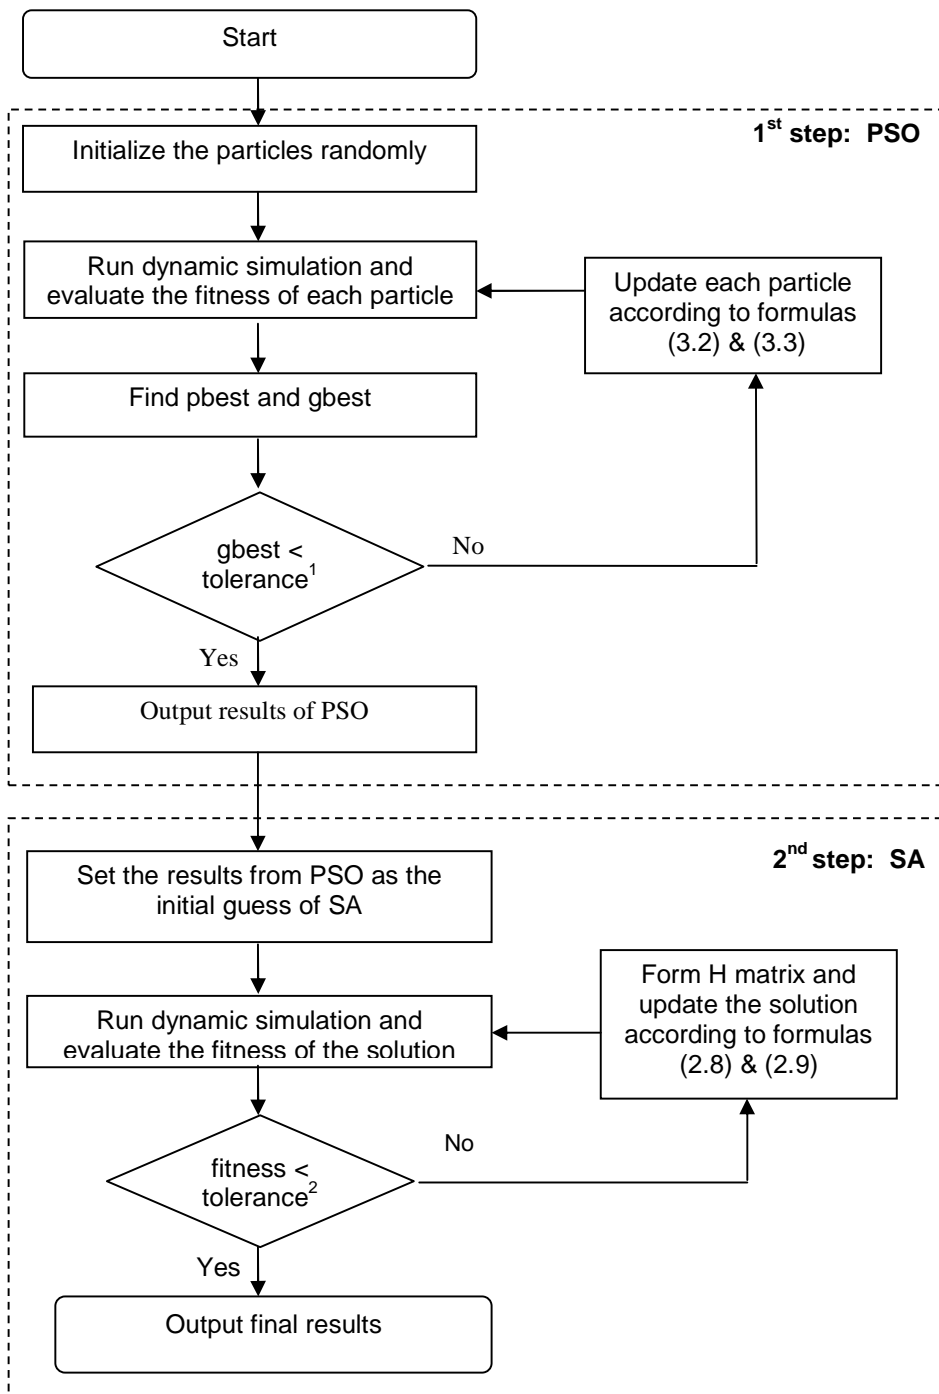 Start
1st step: PSO
Initialize the particles randomly
Run dynamic simulation and
evaluate the fitness of each particle
Update each particle
according to formulas
(3.2) & (3.3)
Find pbest and gbest
gbest <
tolerance1
No
Yes
Output results of PSO
2nd step: SA
Set the results from PSO as the
initial guess of SA
Run dynamic simulation and
evaluate the fitness of the solution
Form H matrix and
update the solution
according to formulas
(2.8) & (2.9)
fitness <
tolerance2
No
Yes
Output final results